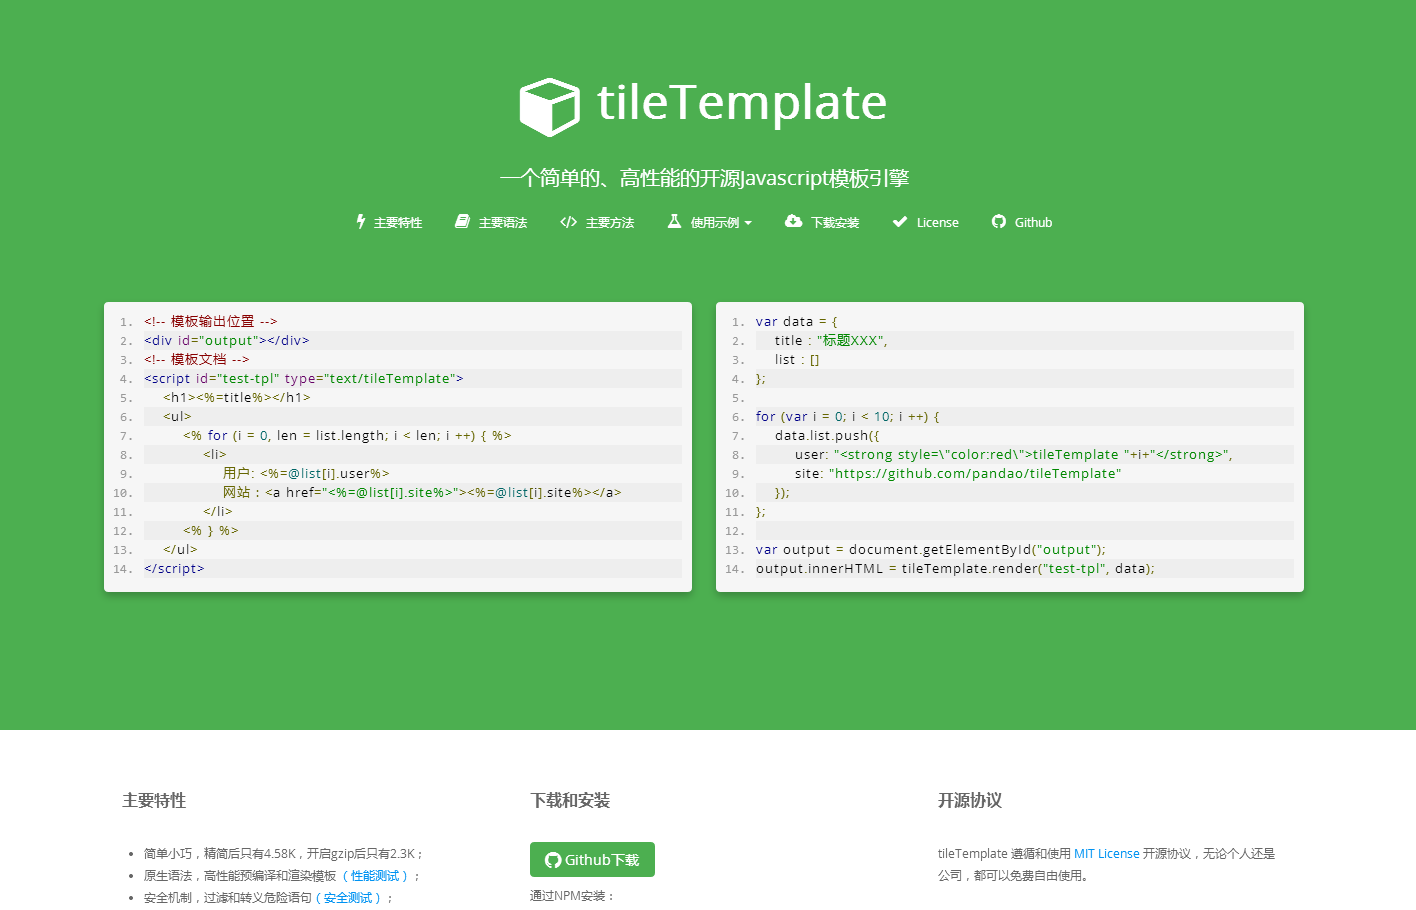 tileTemplate
一个简单的、高性能的开源Javascript模板引擎
主要特性 主要语法 主要方法 使用示例 下载安装 License Github
1. <!-- 模板输出位置 -->
2. <div id="output"></div>
3. <!-- 模板文档 -->
4. <script id="test-tpl" type="text/tileTemplate">
5. <h1><%=title%></h1>
6. <ul>
7. <% for (i = 0, len = list.length; i < len; i ++) { %>
8. <li>
9. 用户: <%=@list[i].user%>
10. 网站：<a href="<%=@list[i].site%>"><%=@list[i].site%></a>
11. </li>
12. <% } %>
13. </ul>
14. </script>
1. var data = {
2. title : "标题XXX",
3. list : []
4. };
5.
6. for (var i = 0; i < 10; i ++) {
7. data.list.push({
8. user: "<strong style=\"color:red\">tileTemplate "+i+"</strong>",
9. site: "https://github.com/pandao/tileTemplate"
10. });
11. };
12.
13. var output = document.getElementById("output");
14. output.innerHTML = tileTemplate.render("test-tpl", data);
主要特性
• 简单小巧，精简后只有4.58K，开启gzip后只有2.3K；
• 原生语法，高性能预编译和渲染模板（性能测试）；
• 安全机制，过滤和转义危险语句（安全测试）；
下载和安装
Github下载
通过NPM安装：
开源协议
tileTemplate 遵循和使用 MIT License 开源协议，无论个人还是
公司，都可以免费自由使用。